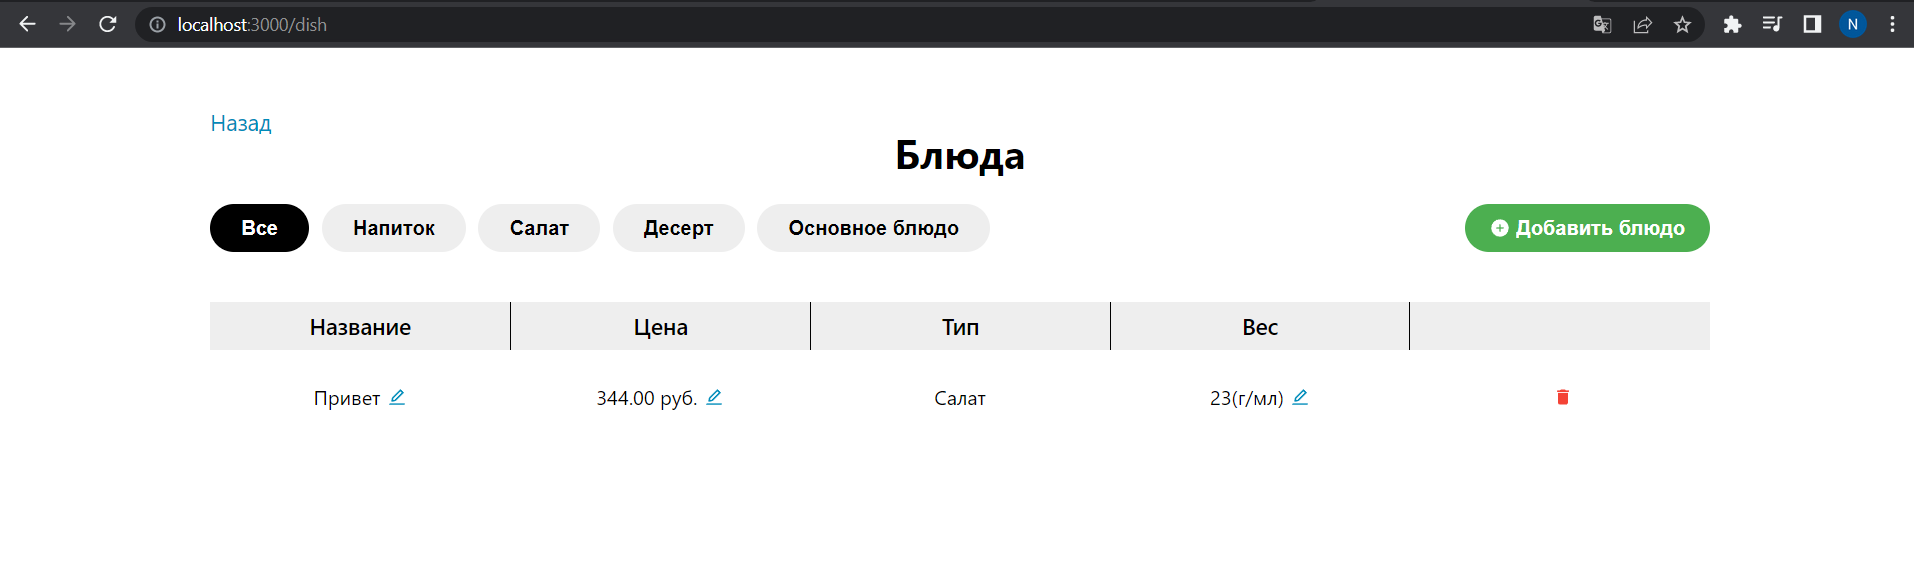 localhost:3000/dish
N
Назад
Блюда
Все Напиток Салат Десерт Основное блюдо Добавить блюдо
Название Цена Тип Вес
Привет 344.00 руб. Салат 23(г/мл)